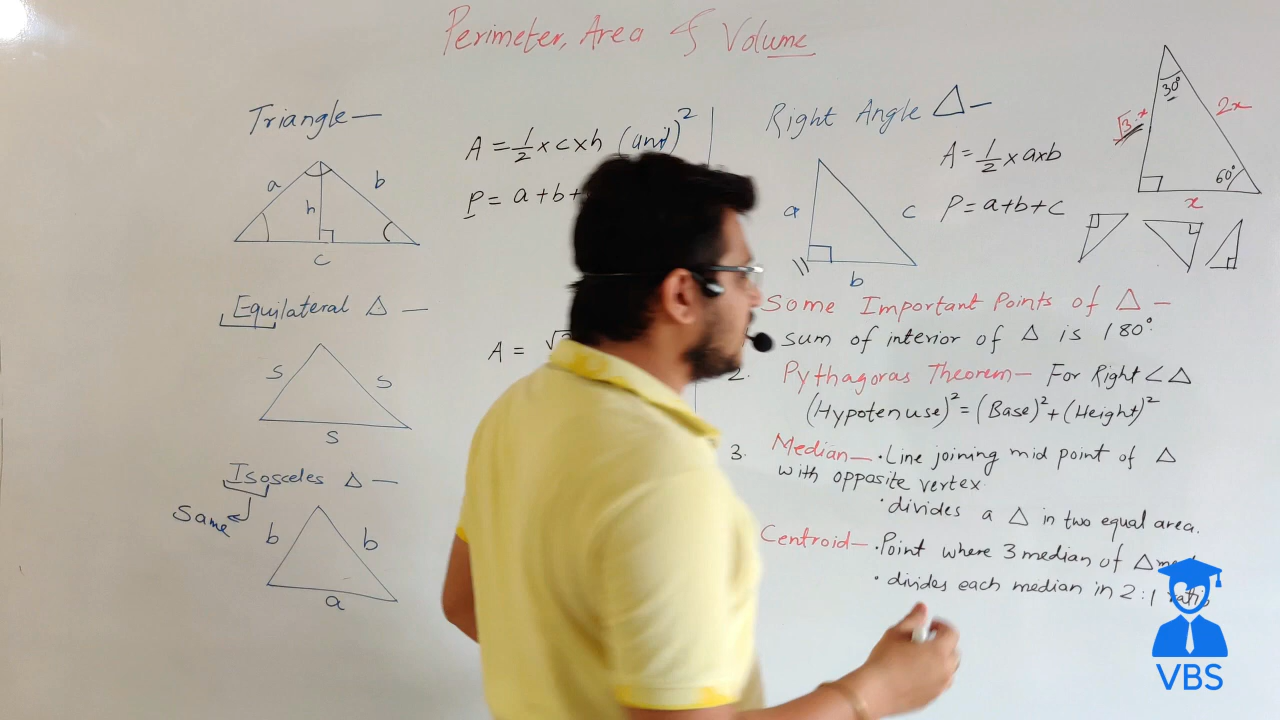 Perimeter, Area & Volume
Triangle —
A = 1/2 × c × h (unit)²
P = a + b +
a
b
h
c
Equilateral Δ —
S
S
S
A = √3
Isosceles Δ —
Same
b
b
a
Right Angle Δ —
A = 1/2 × a × b
P = a + b + c
a
c
b
30°
√3·x
2x
60°
x
Some Important Points of Δ —
sum of interior of Δ is 180°.
2. Pythagoras Theorem — For Right <Δ
(Hypotenuse)² = (Base)² + (Height)²
3. Median — · Line joining mid point of Δ
with opposite vertex.
· divides a Δ in two equal area.
Centroid — · Point where 3 median of Δ
· divides each median in 2:1 ratio
VBS